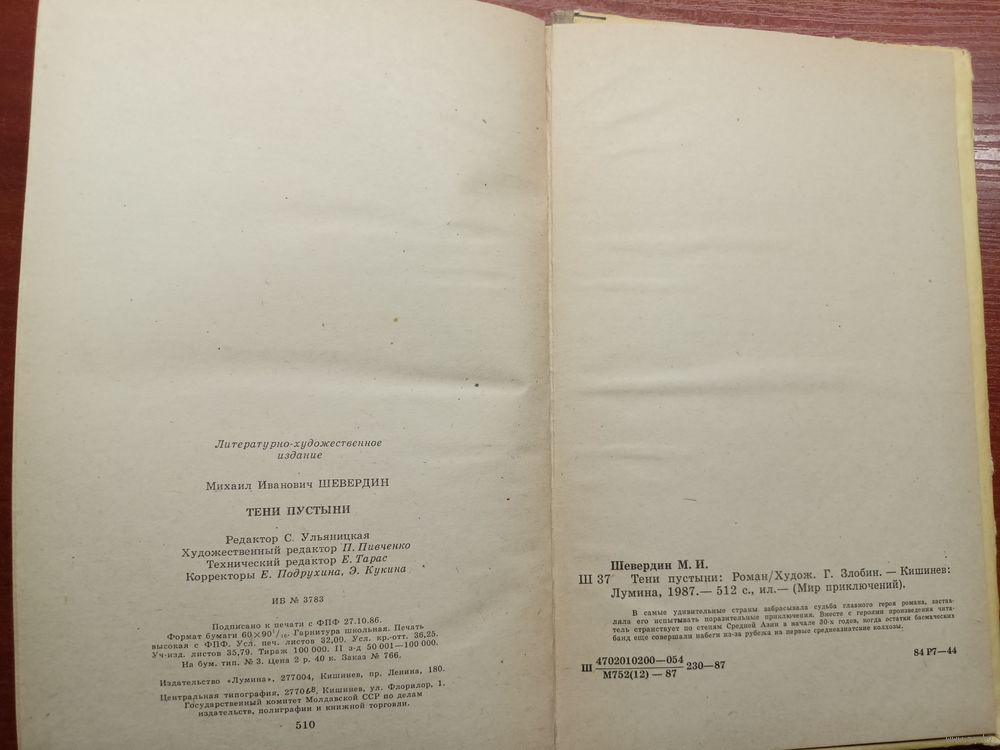 Литературно-художественное
издание
Михаил Иванович ШЕВЕРДИН
ТЕНИ ПУСТЫНИ
Редактор С. Ульяницкая
Художественный редактор П. Пивченко
Технический редактор Е. Тарас
Корректоры Е. Подрухина, Э. Кукина
ИБ № 3783
Подписано к печати с ФПФ 27.10.86.
Формат бумаги 60×90¹/₁₆. Гарнитура школьная. Печать
высокая с ФПФ. Усл. печ. листов 32,00. Усл. кр.-отт. 36,25.
Уч-изд. листов 35,79. Тираж 100 000. II з-д 50 001—100 000.
На бум. тип. № 3. Цена 2 р. 40 к. Заказ № 766.
Издательство «Лумина», 277004, Кишинев, пр. Ленина, 180.
Центральная типография, 277068, Кишинев, ул. Флорилор, 1.
Государственный комитет Молдавской ССР по делам
издательств, полиграфии и книжной торговли.
510
Шевердин М. И.
Ш 37 Тени пустыни: Роман/Худож. Г. Злобин. — Кишинев:
Лумина, 1987.— 512 с., ил.— (Мир приключений).
В самые удивительные страны забрасывала судьба главного героя романа, застав-
ляла его испытывать поразительные приключения. Вместе с героями произведения чита-
тель странствует по степям Средней Азии в начале 30-х годов, когда остатки басмаческих
банд еще совершали набеги из-за рубежа на первые среднеазиатские колхозы.
Ш 4702010200—054 230—87
М752(12) — 87
84 Р7—44